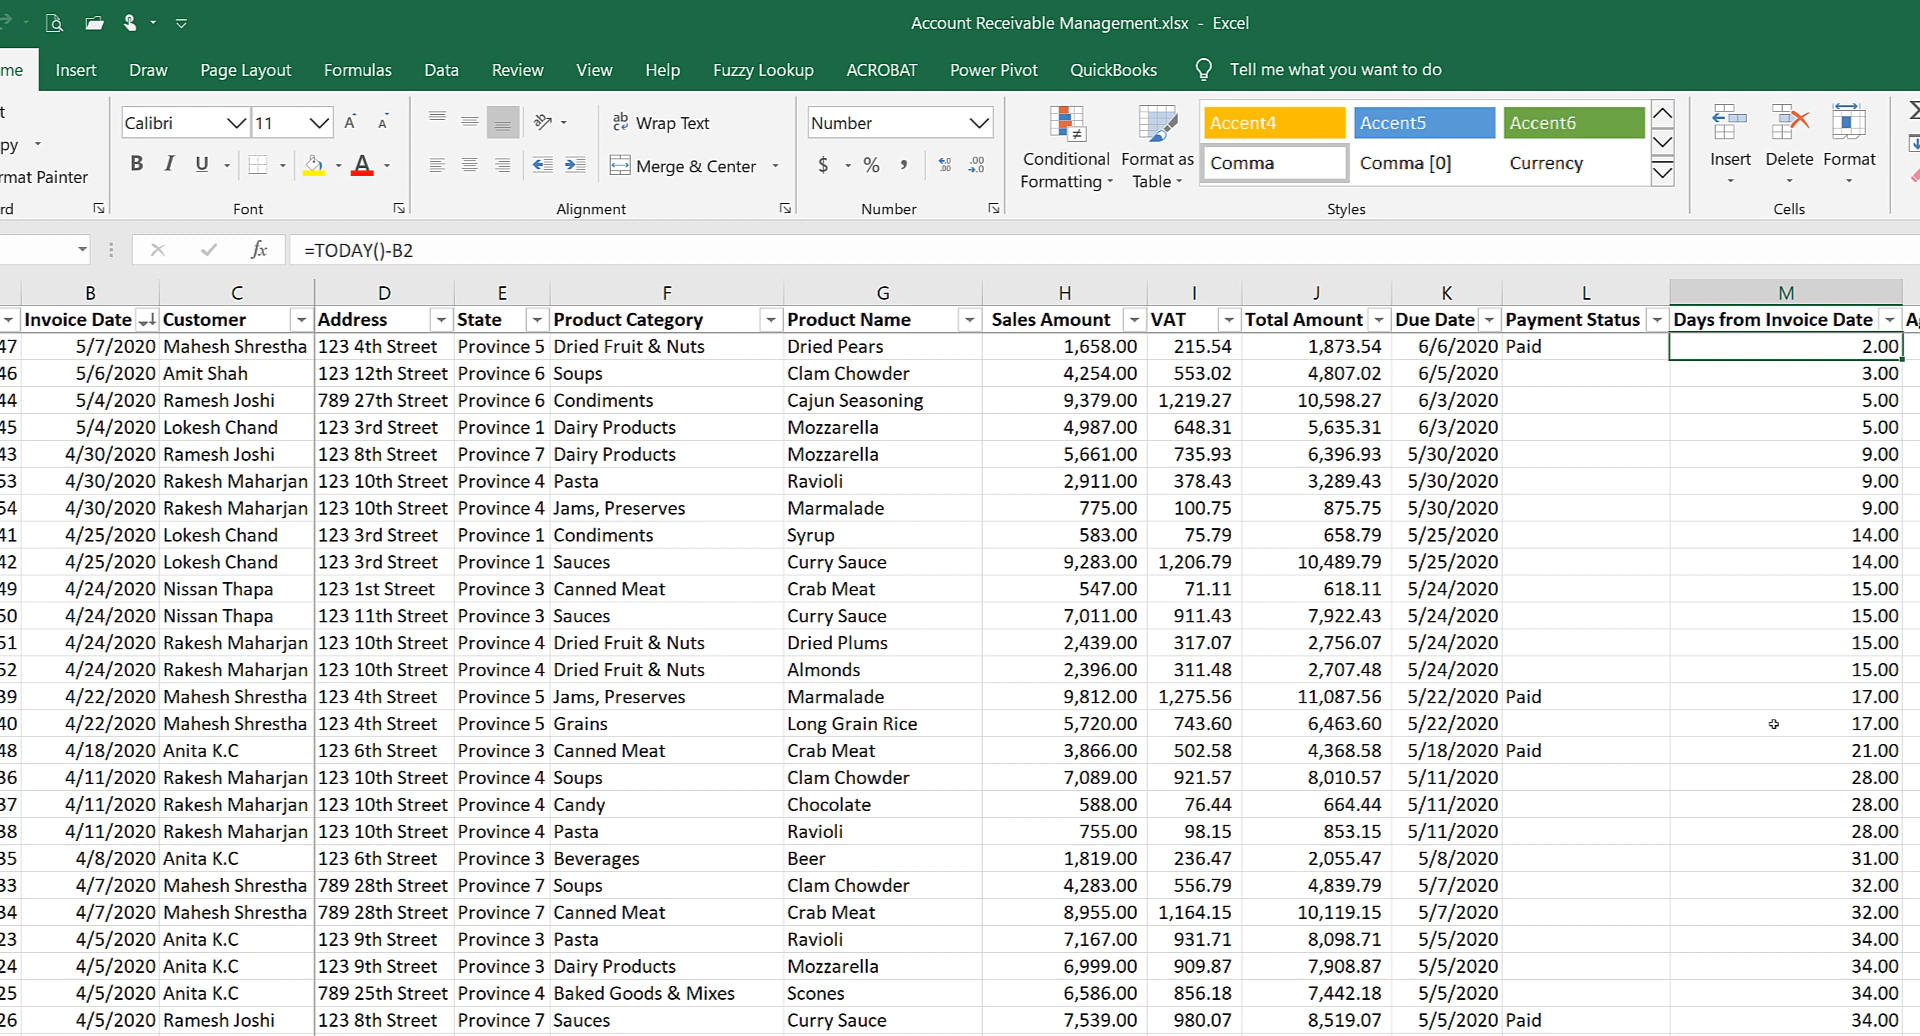 Account Receivable Management.xlsx - Excel
me Insert Draw Page Layout Formulas Data Review View Help Fuzzy Lookup ACROBAT Power Pivot QuickBooks Tell me what you want to do
Calibri 11 Wrap Text Number Accent4 Accent5 Accent6
py B I U A Merge & Center $ % , Conditional Formatting Format as Table Comma Comma [0] Currency Insert Delete Format
rmat Painter
rd Font Alignment Number Styles Cells
fx =TODAY()-B2
B C D E F G H I J K L M
Invoice Date Customer Address State Product Category Product Name Sales Amount VAT Total Amount Due Date Payment Status Days from Invoice Date
47 5/7/2020 Mahesh Shrestha 123 4th Street Province 5 Dried Fruit & Nuts Dried Pears 1,658.00 215.54 1,873.54 6/6/2020 Paid 2.00
46 5/6/2020 Amit Shah 123 12th Street Province 6 Soups Clam Chowder 4,254.00 553.02 4,807.02 6/5/2020 3.00
44 5/4/2020 Ramesh Joshi 789 27th Street Province 6 Condiments Cajun Seasoning 9,379.00 1,219.27 10,598.27 6/3/2020 5.00
45 5/4/2020 Lokesh Chand 123 3rd Street Province 1 Dairy Products Mozzarella 4,987.00 648.31 5,635.31 6/3/2020 5.00
43 4/30/2020 Ramesh Joshi 123 8th Street Province 7 Dairy Products Mozzarella 5,661.00 735.93 6,396.93 5/30/2020 9.00
53 4/30/2020 Rakesh Maharjan 123 10th Street Province 4 Pasta Ravioli 2,911.00 378.43 3,289.43 5/30/2020 9.00
54 4/30/2020 Rakesh Maharjan 123 10th Street Province 4 Jams, Preserves Marmalade 775.00 100.75 875.75 5/30/2020 9.00
41 4/25/2020 Lokesh Chand 123 3rd Street Province 1 Condiments Syrup 583.00 75.79 658.79 5/25/2020 14.00
42 4/25/2020 Lokesh Chand 123 3rd Street Province 1 Sauces Curry Sauce 9,283.00 1,206.79 10,489.79 5/25/2020 14.00
49 4/24/2020 Nissan Thapa 123 1st Street Province 3 Canned Meat Crab Meat 547.00 71.11 618.11 5/24/2020 15.00
50 4/24/2020 Nissan Thapa 123 11th Street Province 3 Sauces Curry Sauce 7,011.00 911.43 7,922.43 5/24/2020 15.00
51 4/24/2020 Rakesh Maharjan 123 10th Street Province 4 Dried Fruit & Nuts Dried Plums 2,439.00 317.07 2,756.07 5/24/2020 15.00
52 4/24/2020 Rakesh Maharjan 123 10th Street Province 4 Dried Fruit & Nuts Almonds 2,396.00 311.48 2,707.48 5/24/2020 15.00
39 4/22/2020 Mahesh Shrestha 123 4th Street Province 5 Jams, Preserves Marmalade 9,812.00 1,275.56 11,087.56 5/22/2020 Paid 17.00
40 4/22/2020 Mahesh Shrestha 123 4th Street Province 5 Grains Long Grain Rice 5,720.00 743.60 6,463.60 5/22/2020 17.00
48 4/18/2020 Anita K.C 123 6th Street Province 3 Canned Meat Crab Meat 3,866.00 502.58 4,368.58 5/18/2020 Paid 21.00
36 4/11/2020 Rakesh Maharjan 123 10th Street Province 4 Soups Clam Chowder 7,089.00 921.57 8,010.57 5/11/2020 28.00
37 4/11/2020 Rakesh Maharjan 123 10th Street Province 4 Candy Chocolate 588.00 76.44 664.44 5/11/2020 28.00
38 4/11/2020 Rakesh Maharjan 123 10th Street Province 4 Pasta Ravioli 755.00 98.15 853.15 5/11/2020 28.00
35 4/8/2020 Anita K.C 123 6th Street Province 3 Beverages Beer 1,819.00 236.47 2,055.47 5/8/2020 31.00
33 4/7/2020 Mahesh Shrestha 789 28th Street Province 7 Soups Clam Chowder 4,283.00 556.79 4,839.79 5/7/2020 32.00
34 4/7/2020 Mahesh Shrestha 789 28th Street Province 7 Canned Meat Crab Meat 8,955.00 1,164.15 10,119.15 5/7/2020 32.00
23 4/5/2020 Anita K.C 123 9th Street Province 3 Pasta Ravioli 7,167.00 931.71 8,098.71 5/5/2020 34.00
24 4/5/2020 Anita K.C 123 9th Street Province 3 Dairy Products Mozzarella 6,999.00 909.87 7,908.87 5/5/2020 34.00
25 4/5/2020 Anita K.C 789 25th Street Province 4 Baked Goods & Mixes Scones 6,586.00 856.18 7,442.18 5/5/2020 34.00
26 4/5/2020 Ramesh Joshi 123 8th Street Province 7 Sauces Curry Sauce 7,539.00 980.07 8,519.07 5/5/2020 Paid 34.00